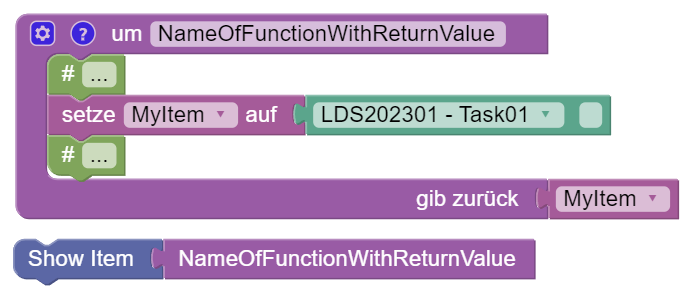 ? um NameOfFunctionWithReturnValue
# ...
setze MyItem ▾ auf LDS202301 - Task01 ▾
# ...
gib zurück MyItem ▾
Show Item NameOfFunctionWithReturnValue